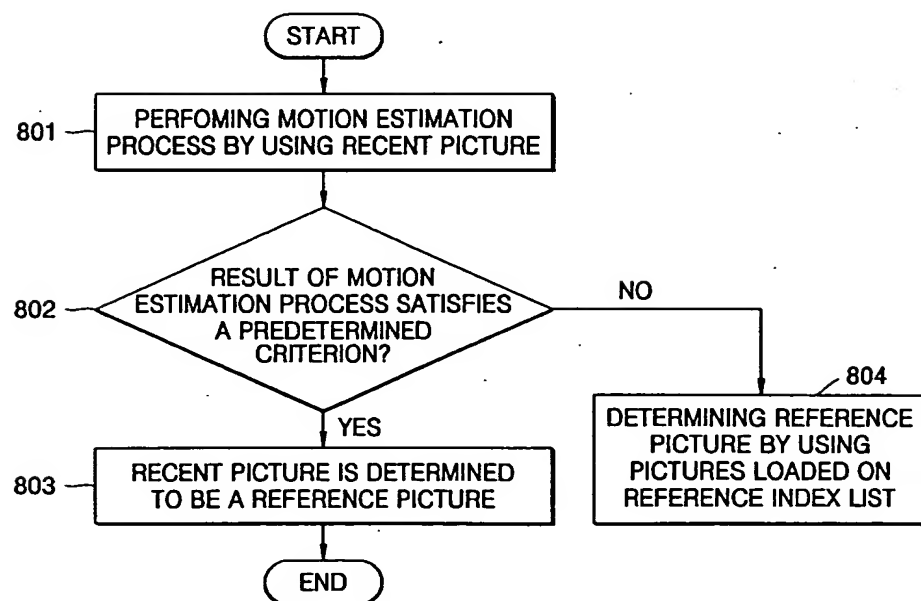 START
801
PERFOMING MOTION ESTIMATION
PROCESS BY USING RECENT PICTURE
802
RESULT OF MOTION
ESTIMATION PROCESS SATISFIES
A PREDETERMINED
CRITERION?
NO
YES
804
DETERMINING REFERENCE
PICTURE BY USING
PICTURES LOADED ON
REFERENCE INDEX LIST
803
RECENT PICTURE IS DETERMINED
TO BE A REFERENCE PICTURE
END